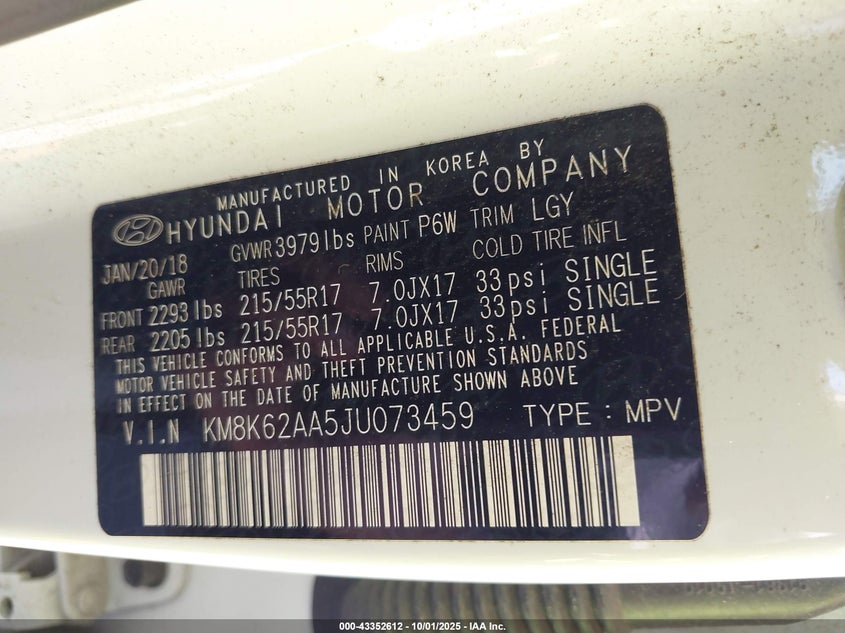 MANUFACTURED IN KOREA BY
HYUNDAI MOTOR COMPANY
JAN/20/18 GVWR 3979lbs PAINT P6W TRIM LGY
GAWR TIRES RIMS COLD TIRE INFL
FRONT 2293 lbs 215/55R17 7.0JX17 33psi SINGLE
REAR 2205 lbs 215/55R17 7.0JX17 33psi SINGLE
THIS VEHICLE CONFORMS TO ALL APPLICABLE U.S.A. FEDERAL
MOTOR VEHICLE SAFETY AND THEFT PREVENTION STANDARDS
IN EFFECT ON THE DATE OF MANUFACTURE SHOWN ABOVE
V.I.N KM8K62AA5JU073459 TYPE : MPV
000-43352612 - 10/01/2025 - IAA Inc.